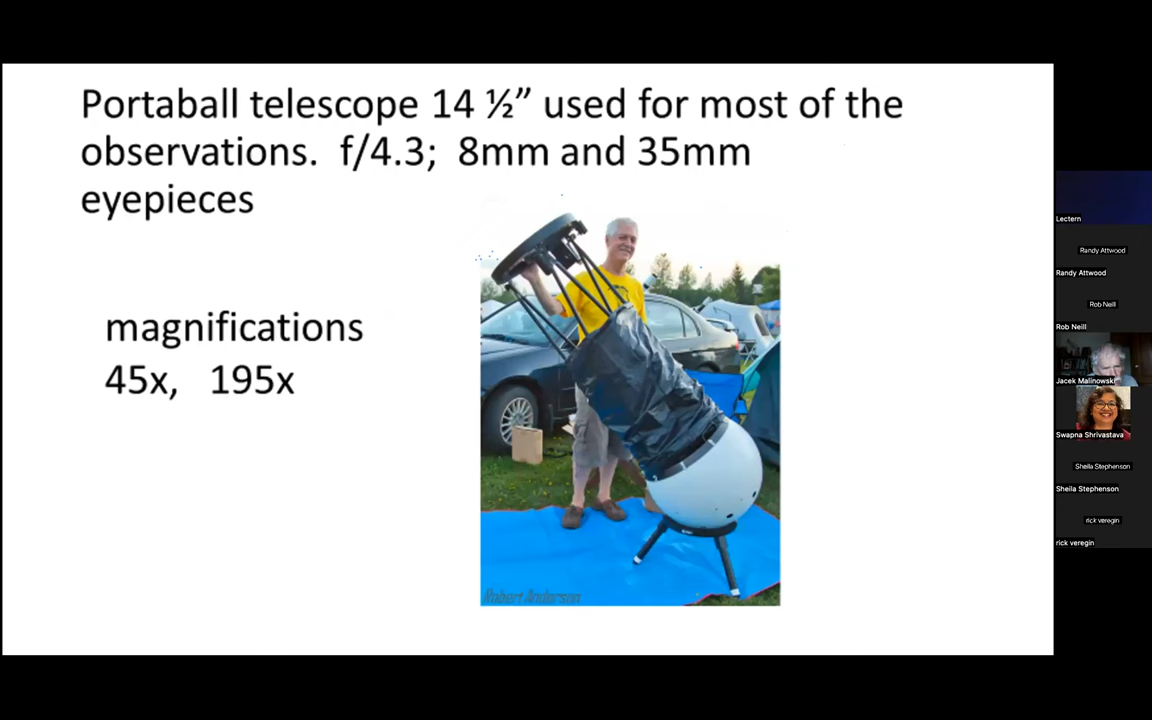 Portaball telescope 14 ½” used for most of the
observations.  f/4.3;  8mm and 35mm
eyepieces
magnifications
45x,   195x
Robert Anderson
Lectern
Randy Attwood
Randy Attwood
Rob Neill
Rob Neill
Jacek Malinowski
Swapna Shrivastava
Sheila Stephenson
Sheila Stephenson
rick veregin
rick veregin